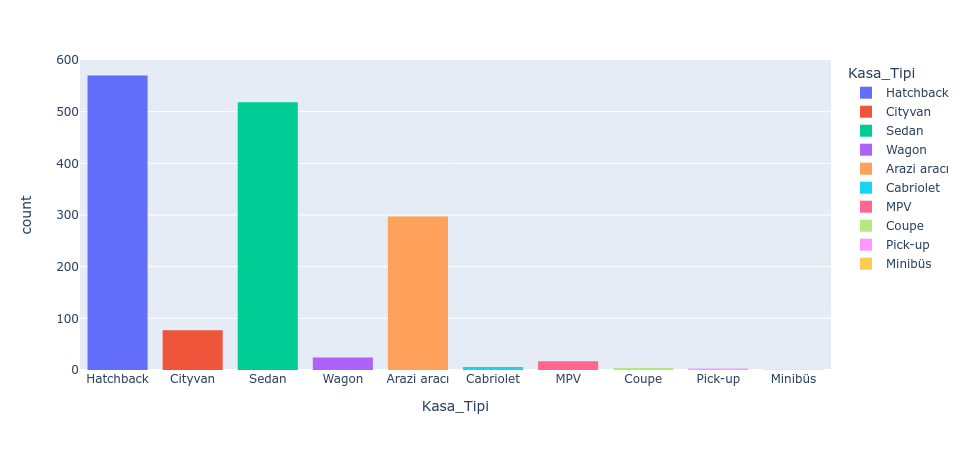 600
500
400
300
200
100
0
count
Hatchback
Cityvan
Sedan
Wagon
Arazi aracı
Cabriolet
MPV
Coupe
Pick-up
Minibüs
Kasa_Tipi
Kasa_Tipi
Hatchback
Cityvan
Sedan
Wagon
Arazi aracı
Cabriolet
MPV
Coupe
Pick-up
Minibüs